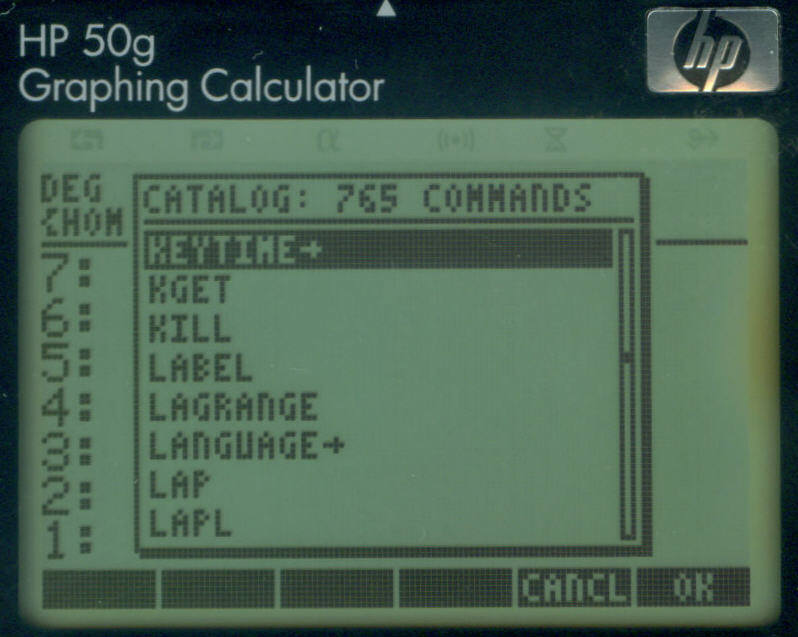 HP 50g
Graphing Calculator
hp
DEG
{HOM
CATALOG: 765 COMMANDS
KEYTIME→
KGET
KILL
LABEL
LAGRANGE
LANGUAGE→
LAP
LAPL
7:
6:
5:
4:
3:
2:
1:
CANCL OK